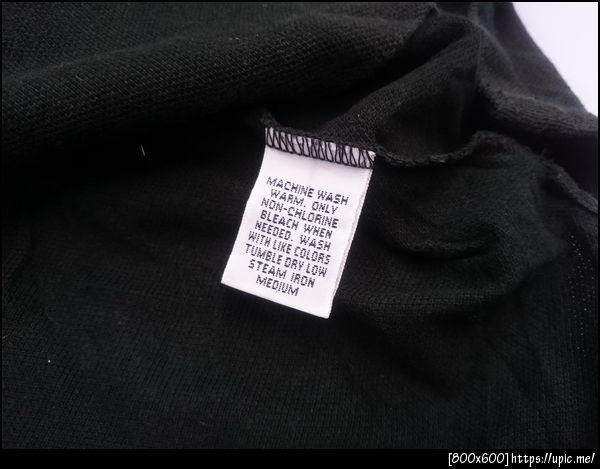 MACHINE WASH
WARM. ONLY
NON-CHLORINE
BLEACH WHEN
NEEDED. WASH
WITH LIKE COLORS
TUMBLE DRY LOW
STEAM IRON
MEDIUM
[800x600] https://upic.me/